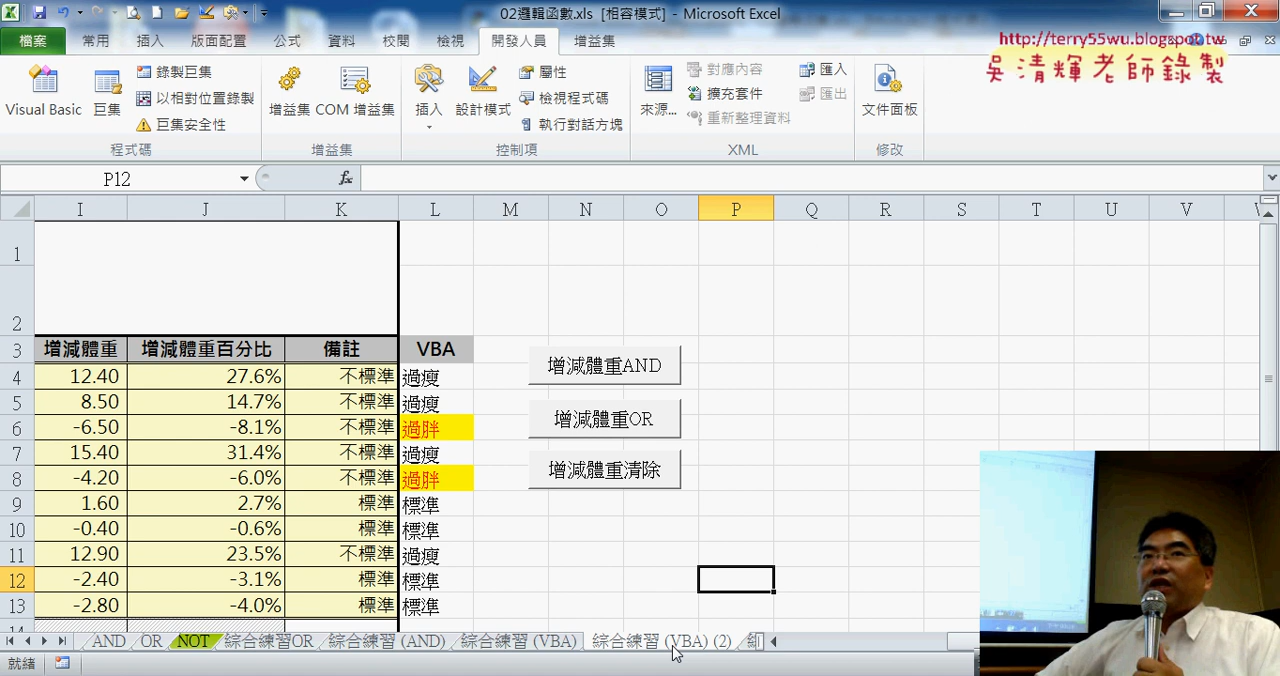 02邏輯函數.xls [相容模式] - Microsoft Excel
檔案 常用 插入 版面配置 公式 資料 校閱 檢視 開發人員 增益集
http://terry55wu.blogspot.tw
吳清輝老師錄製
Visual Basic 巨集 錄製巨集 以相對位置錄製 巨集安全性
增益集 COM 增益集
插入 設計模式 屬性 檢視程式碼 執行對話方塊
來源... 對應內容 擴充套件 重新整理資料 匯入 匯出
文件面板
程式碼 增益集 控制項 XML 修改
P12 fx
I J K L M N O P Q R S T U V
1
2
3 增減體重 增減體重百分比 備註 VBA
4 12.40 27.6% 不標準 過瘦
5 8.50 14.7% 不標準 過瘦
6 -6.50 -8.1% 不標準 過胖
7 15.40 31.4% 不標準 過瘦
8 -4.20 -6.0% 不標準 過胖
9 1.60 2.7% 標準 標準
10 -0.40 -0.6% 標準 標準
11 12.90 23.5% 不標準 過瘦
12 -2.40 -3.1% 標準 標準
13 -2.80 -4.0% 標準 標準
增減體重AND
增減體重OR
增減體重清除
AND OR NOT 綜合練習OR 綜合練習 (AND) 綜合練習 (VBA) 綜合練習 (VBA) (2)
就緒